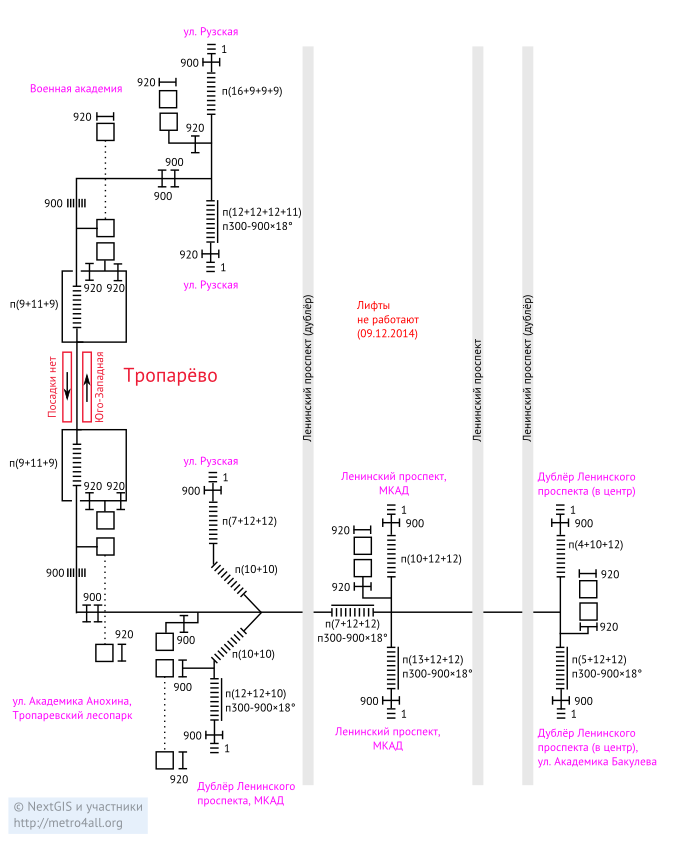 ул. Рузская
1
900
Военная академия
920
п(16+9+9+9)
920
920
900
900
900
п(12+12+12+11)
п300-900×18°
920
1
ул. Рузская
920
920
п(9+11+9)
Ленинский проспект (дублёр)
Лифты
не работают
(09.12.2014)
Ленинский проспект
Ленинский проспект (дублёр)
Посадки нет
Юго-Западная
Тропарёво
п(9+11+9)
920
920
900
900
920
ул. Академика Анохина,
Тропаревский лесопарк
ул. Рузская
1
900
п(7+12+12)
п(10+10)
900
п(10+10)
900
п(12+12+10)
п300-900×18°
900
1
920
Дублёр Ленинского
проспекта, МКАД
Ленинский проспект,
МКАД
1
900
920
п(10+12+12)
920
п(7+12+12)
п300-900×18°
п(13+12+12)
п300-900×18°
900
1
Ленинский проспект,
МКАД
Дублёр Ленинского
проспекта (в центр)
1
900
п(4+10+12)
920
920
п(5+12+12)
п300-900×18°
900
1
Дублёр Ленинского
проспекта (в центр),
ул. Академика Бакулева
© NextGIS и участники
http://metro4all.org